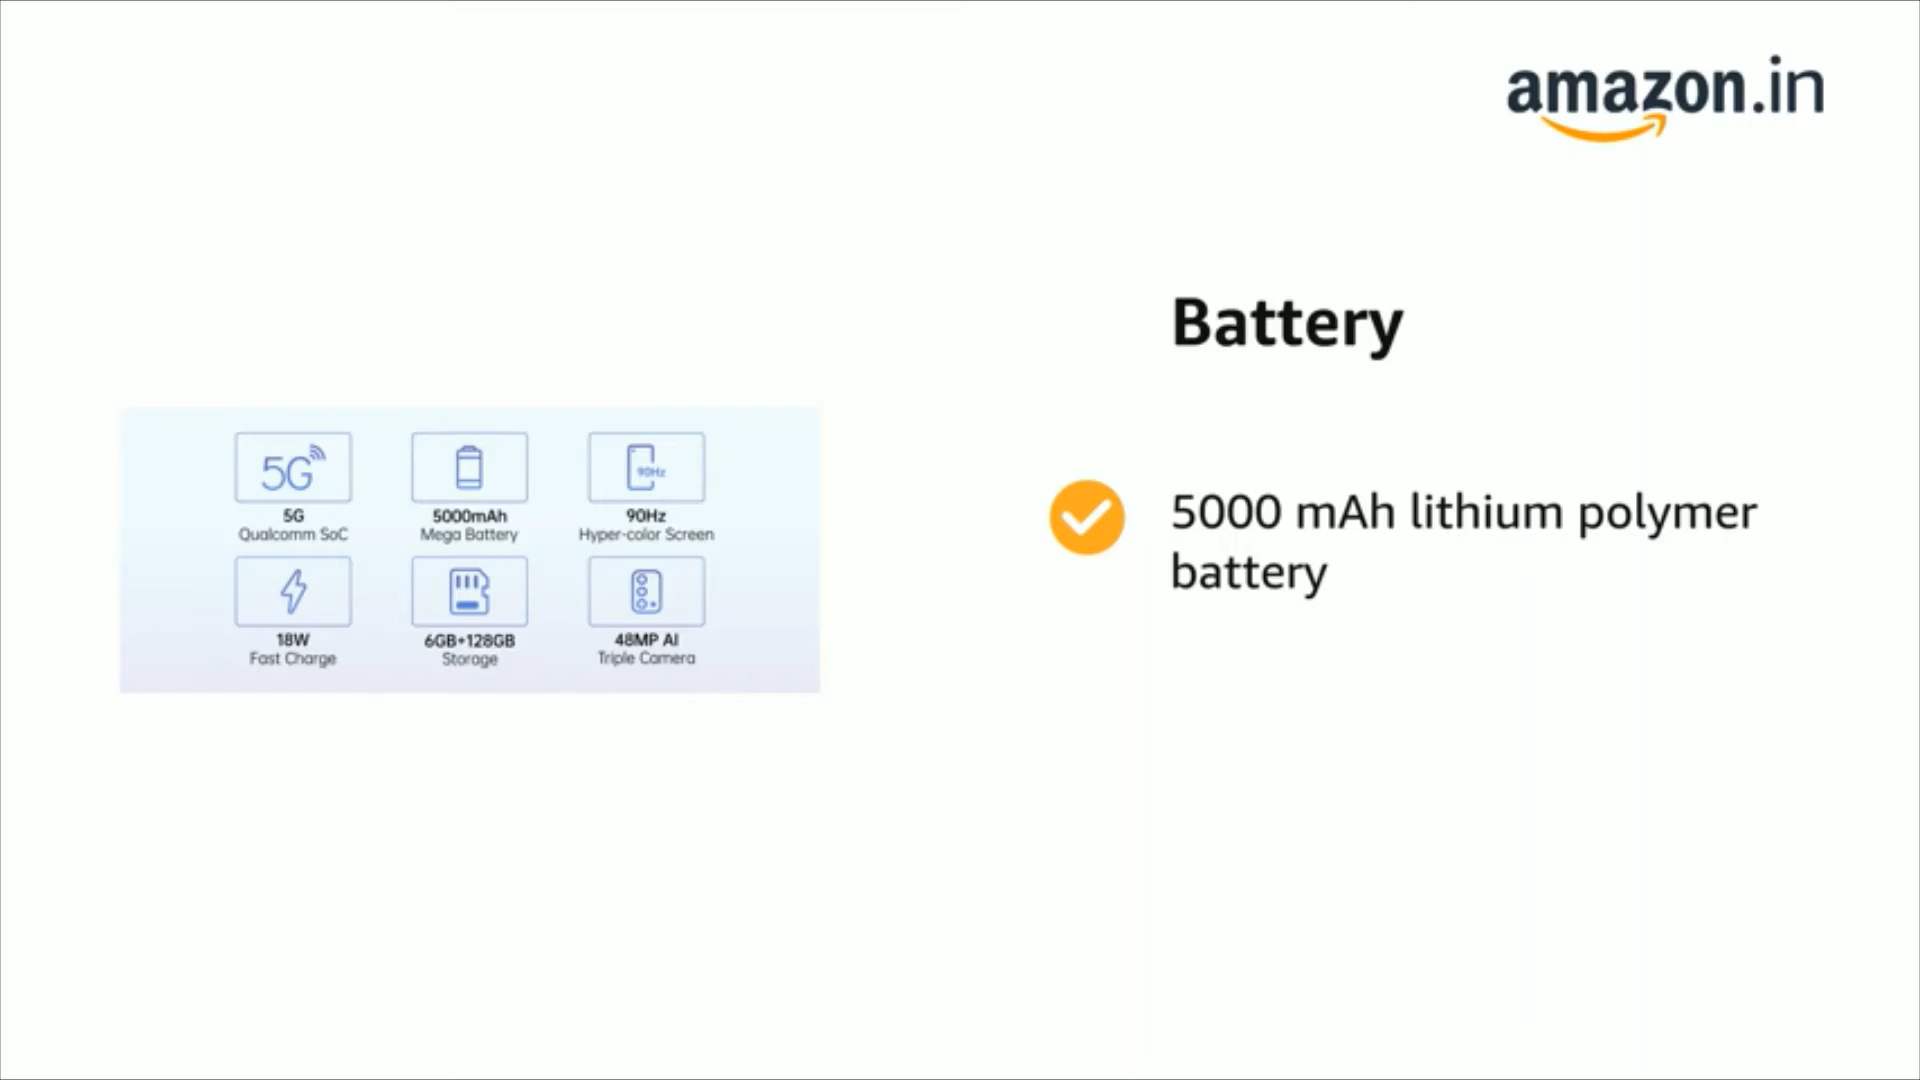 amazon.in
Battery
5000 mAh lithium polymer
battery
5G
5G
Qualcomm SoC
5000mAh
Mega Battery
90Hz
90Hz
Hyper-color Screen
18W
Fast Charge
6GB+128GB
Storage
48MP AI
Triple Camera